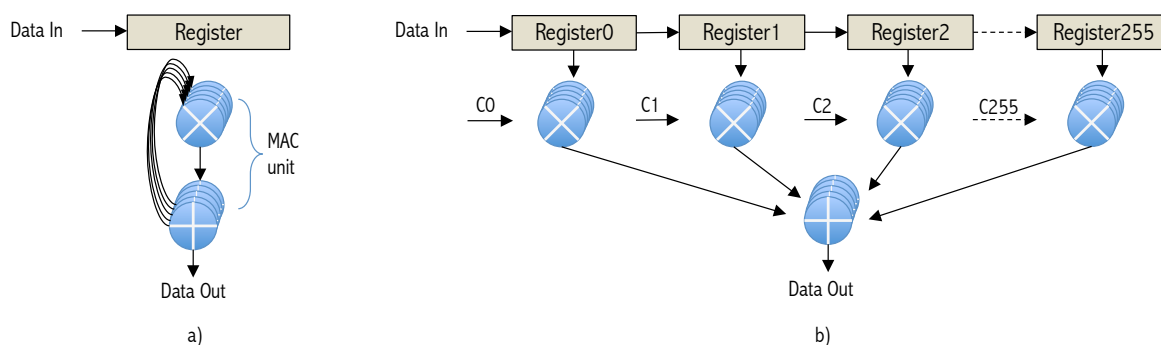 Data In
Register
MAC
unit
Data Out
a)
Data In
Register0
Register1
Register2
Register255
C0
C1
C2
C255
Data Out
b)